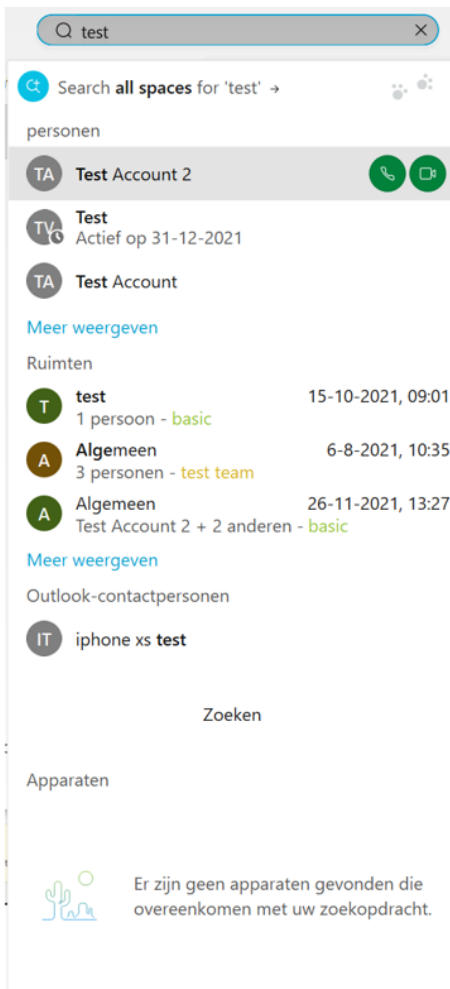 test
Search all spaces for 'test' →
personen
TA Test Account 2
TV Test
Actief op 31-12-2021
TA Test Account
Meer weergeven
Ruimten
T test 15-10-2021, 09:01
1 persoon - basic
A Algemeen 6-8-2021, 10:35
3 personen - test team
A Algemeen 26-11-2021, 13:27
Test Account 2 + 2 anderen - basic
Meer weergeven
Outlook-contactpersonen
IT iphone xs test
Zoeken
Apparaten
Er zijn geen apparaten gevonden die
overeenkomen met uw zoekopdracht.